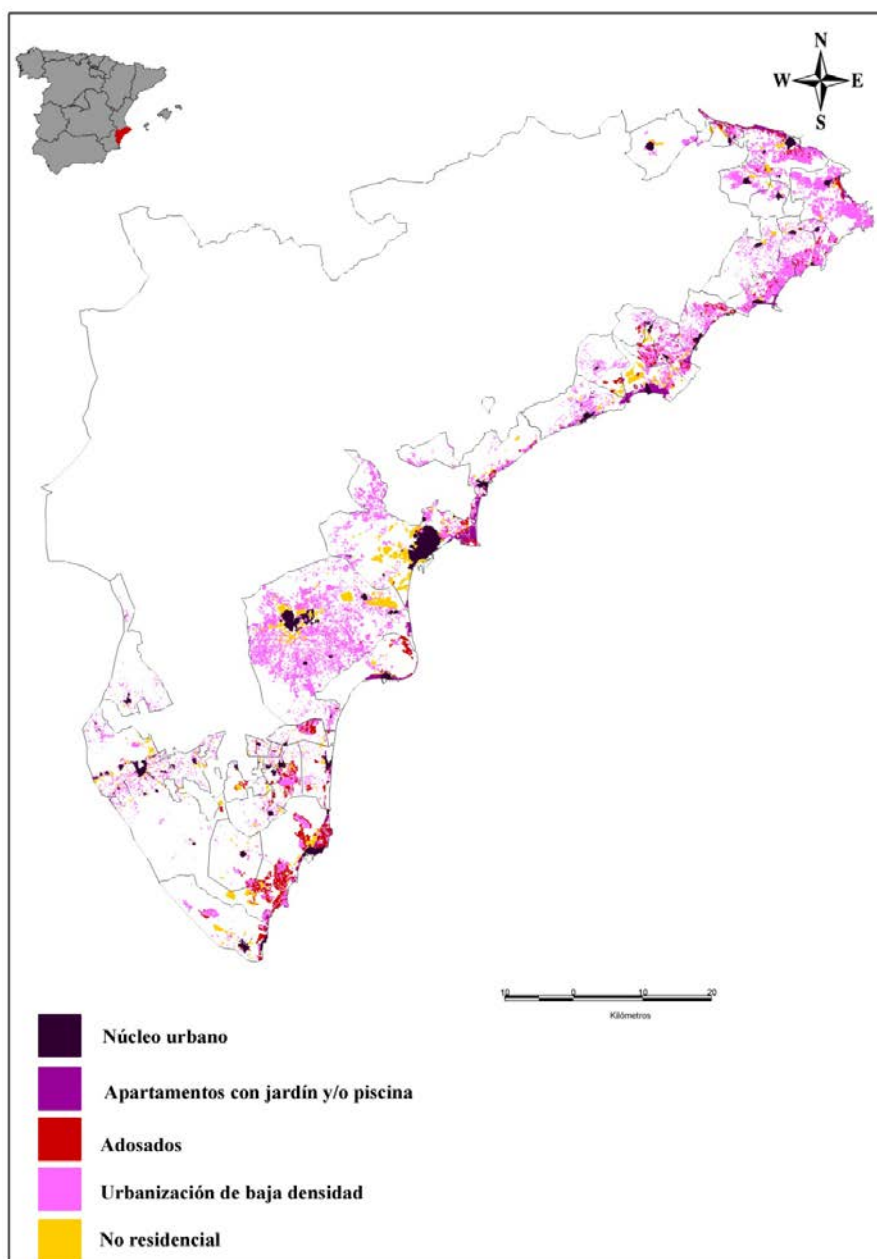 N
W E
S
10 0 10 20
Kilómetros
Núcleo urbano
Apartamentos con jardín y/o piscina
Adosados
Urbanización de baja densidad
No residencial